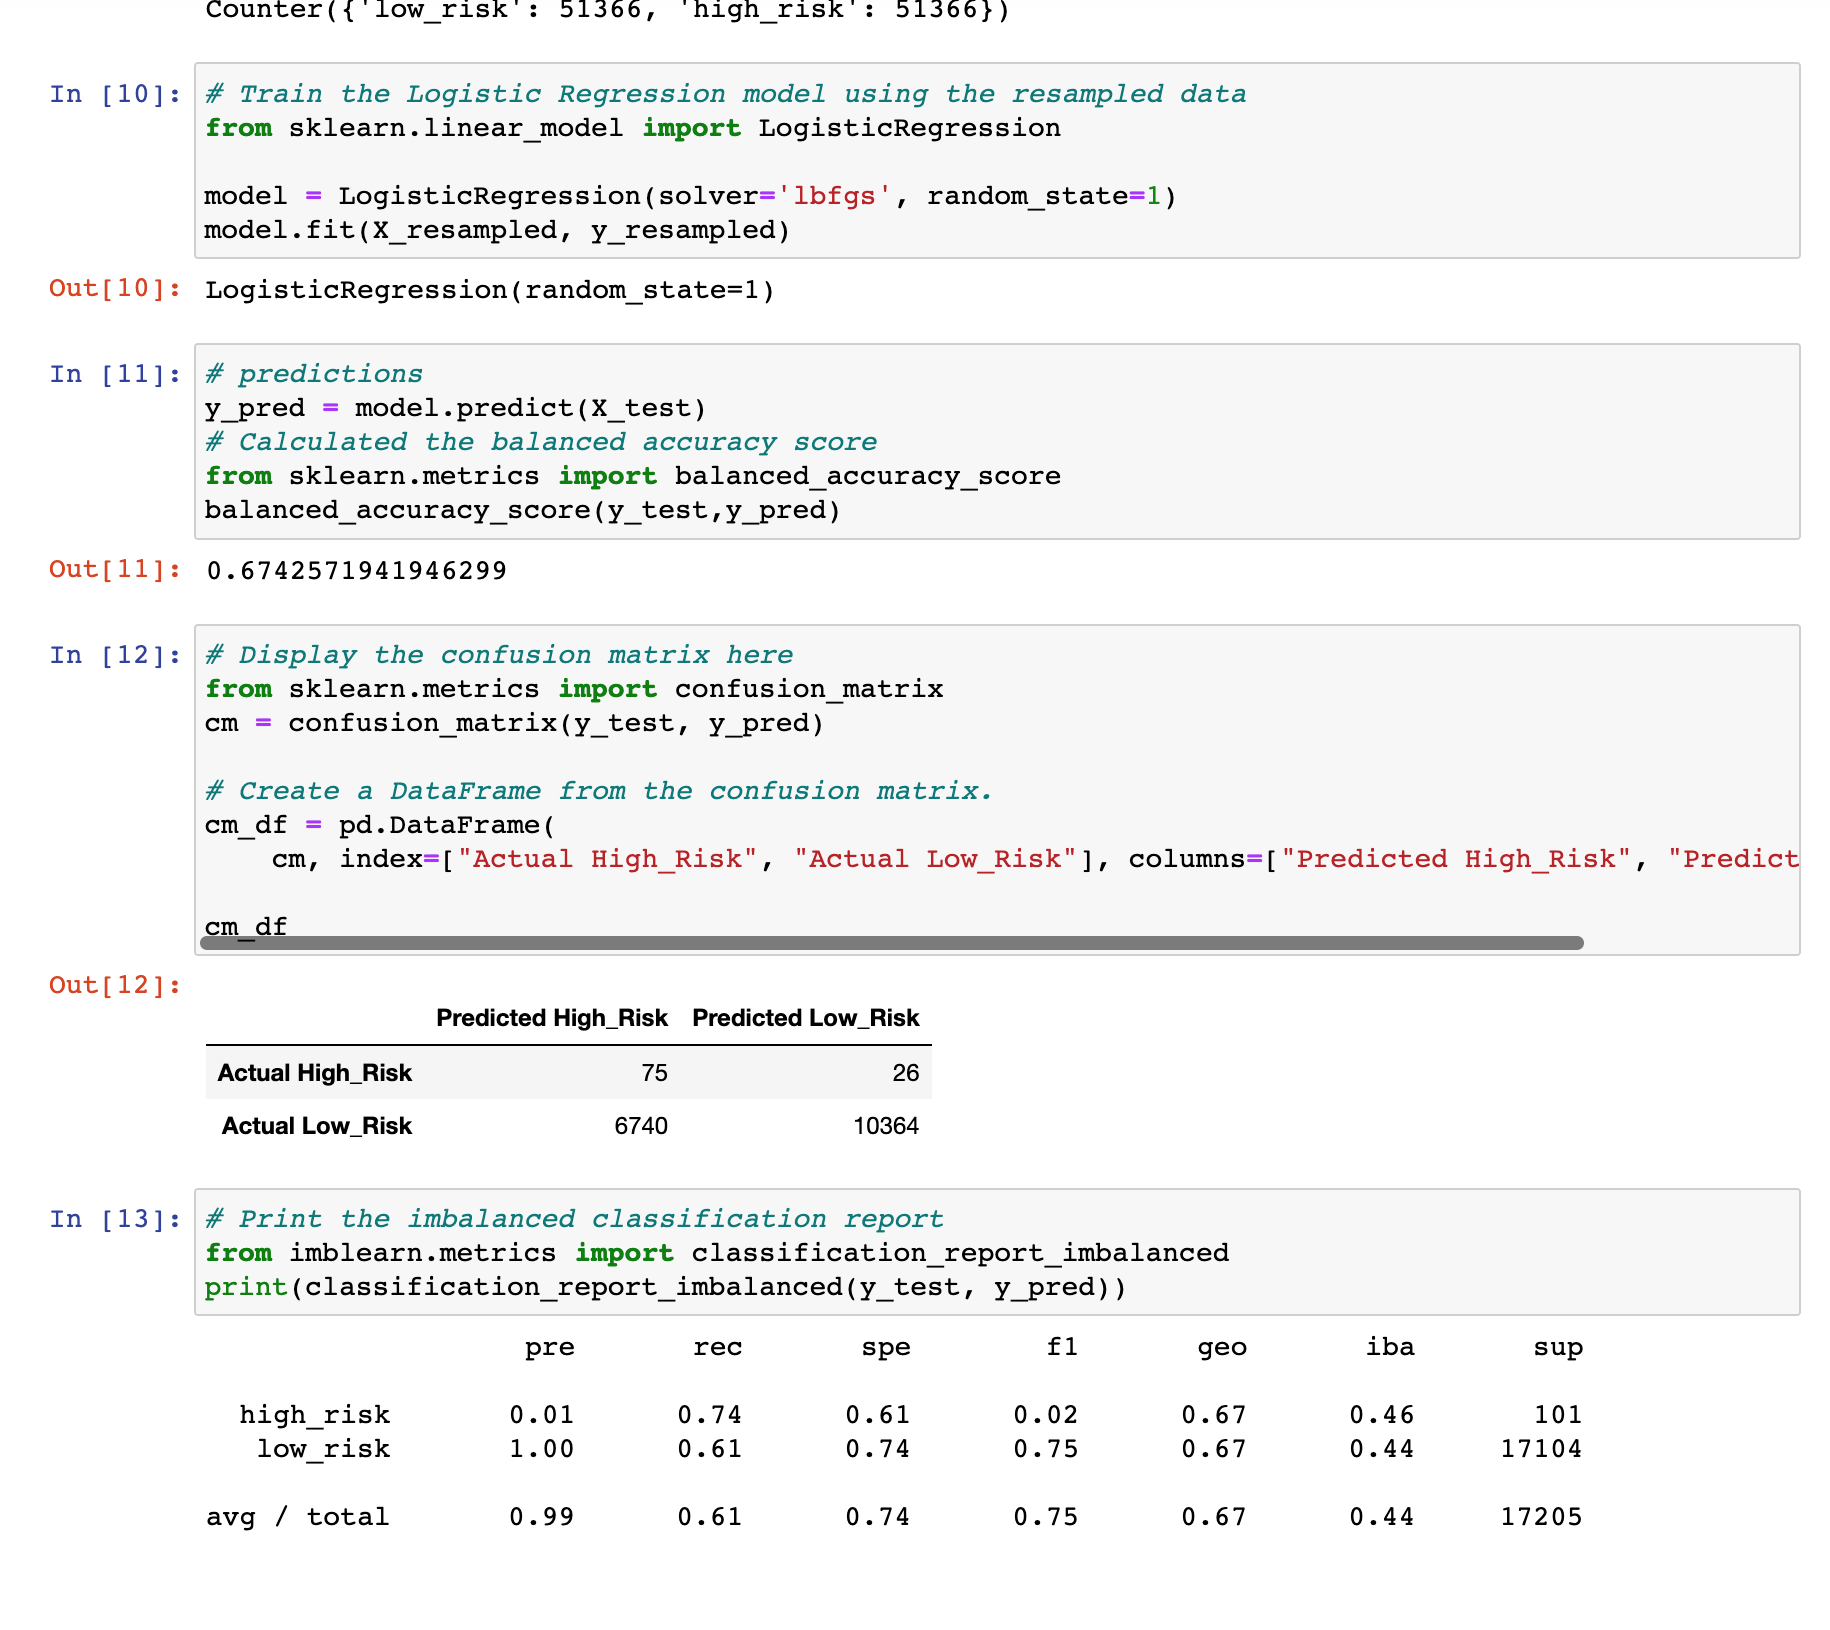 Counter({'low_risk': 51366, 'high_risk': 51366})
In [10]: # Train the Logistic Regression model using the resampled data
from sklearn.linear_model import LogisticRegression
model = LogisticRegression(solver='lbfgs', random_state=1)
model.fit(X_resampled, y_resampled)
Out[10]: LogisticRegression(random_state=1)
In [11]: # predictions
y_pred = model.predict(X_test)
# Calculated the balanced accuracy score
from sklearn.metrics import balanced_accuracy_score
balanced_accuracy_score(y_test,y_pred)
Out[11]: 0.6742571941946299
In [12]: # Display the confusion matrix here
from sklearn.metrics import confusion_matrix
cm = confusion_matrix(y_test, y_pred)
# Create a DataFrame from the confusion matrix.
cm_df = pd.DataFrame(
cm, index=["Actual High_Risk", "Actual Low_Risk"], columns=["Predicted High_Risk", "Predict
cm_df
Out[12]:
Predicted High_Risk Predicted Low_Risk
Actual High_Risk 75 26
Actual Low_Risk 6740 10364
In [13]: # Print the imbalanced classification report
from imblearn.metrics import classification_report_imbalanced
print(classification_report_imbalanced(y_test, y_pred))
pre rec spe f1 geo iba sup
high_risk 0.01 0.74 0.61 0.02 0.67 0.46 101
low_risk 1.00 0.61 0.74 0.75 0.67 0.44 17104
avg / total 0.99 0.61 0.74 0.75 0.67 0.44 17205